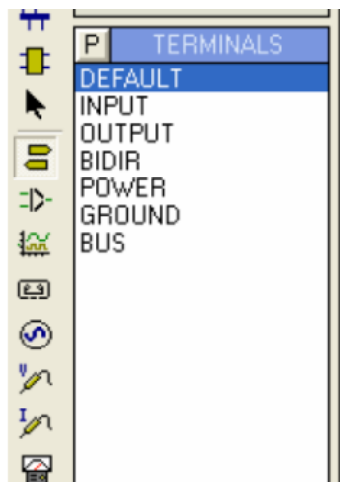 P TERMINALS
DEFAULT
INPUT
OUTPUT
BIDIR
POWER
GROUND
BUS
V
I